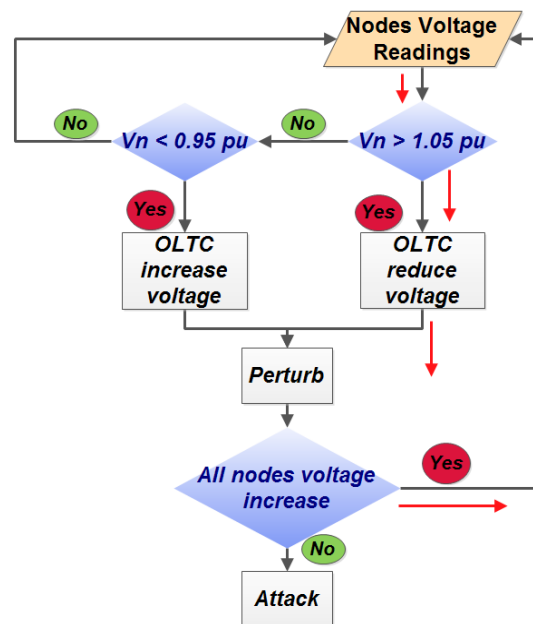 Nodes Voltage
Readings
No
No
Vn < 0.95 pu
Vn > 1.05 pu
Yes
Yes
OLTC
increase
voltage
OLTC
reduce
voltage
Perturb
All nodes voltage
increase
Yes
No
Attack